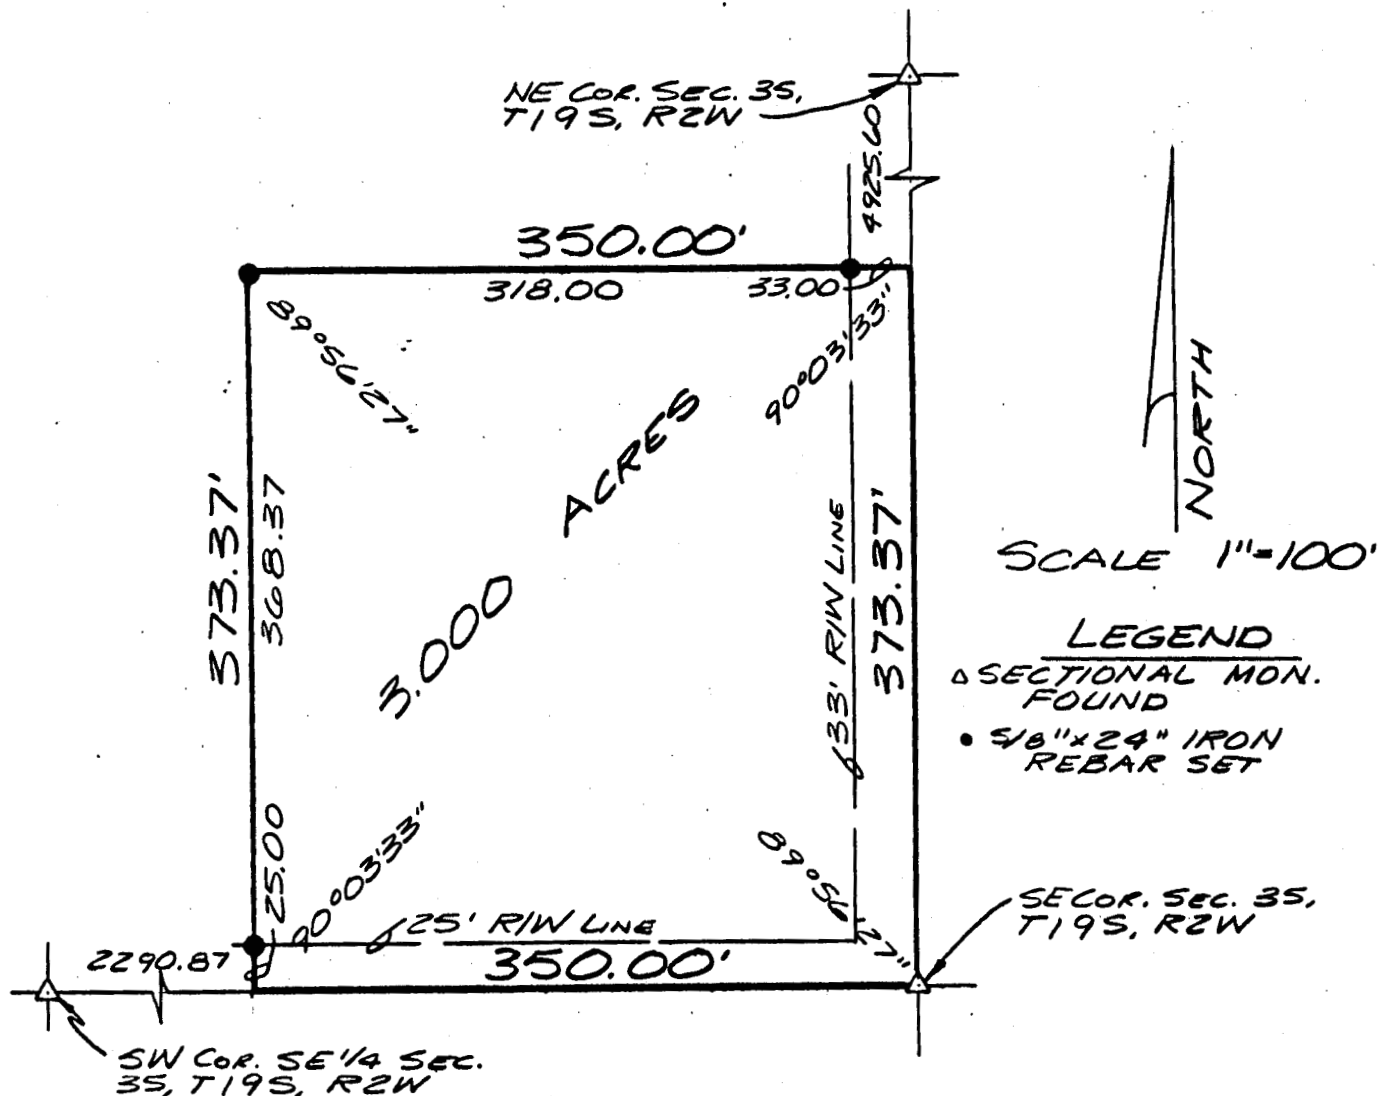 NE COR. SEC. 35,
T19S, R2W
4925.60
350.00'
318.00
33.00
89°56'27"
90°03'33"
3.000 ACRES
373.37'
368.37
33' R/W LINE
373.37'
NORTH
SCALE 1"=100'
LEGEND
△ SECTIONAL MON.
FOUND
● 5/8"x24" IRON
REBAR SET
25.00
90°03'33"
89°56'27"
25' R/W LINE
350.00'
2290.87
SE COR. SEC. 35,
T19S, R2W
SW COR. SE 1/4 SEC.
35, T19S, R2W